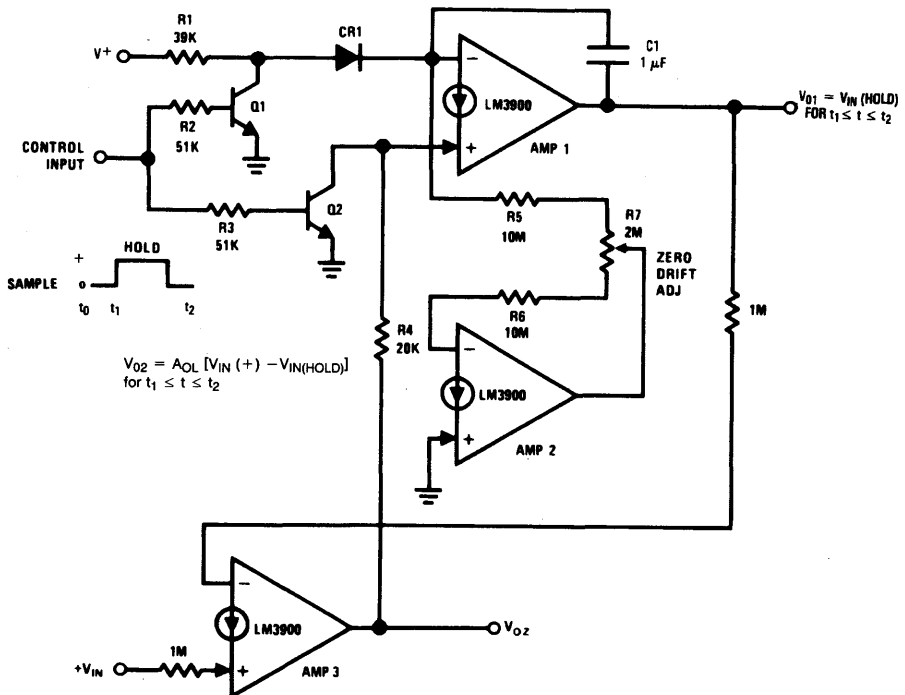 R1
39K
CR1
V+
C1
1 μF
−
LM3900
+
AMP 1
V01 = VIN (HOLD)
FOR t1 ≤ t ≤ t2
Q1
R2
51K
CONTROL
INPUT
Q2
R3
51K
R5
10M
R7
2M
ZERO
DRIFT
ADJ
HOLD
+
SAMPLE
o
t0
t1
t2
R6
10M
1M
R4
20K
V02 = AOL [VIN (+) −VIN(HOLD)]
for t1 ≤ t ≤ t2
−
LM3900
+
AMP 2
−
LM3900
+
AMP 3
VO2
1M
+VIN